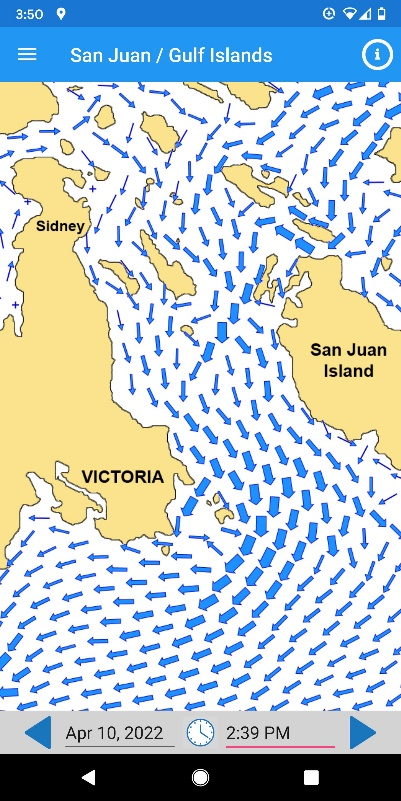 3:50
San Juan / Gulf Islands
Sidney
San Juan
Island
VICTORIA
Apr 10, 2022
2:39 PM